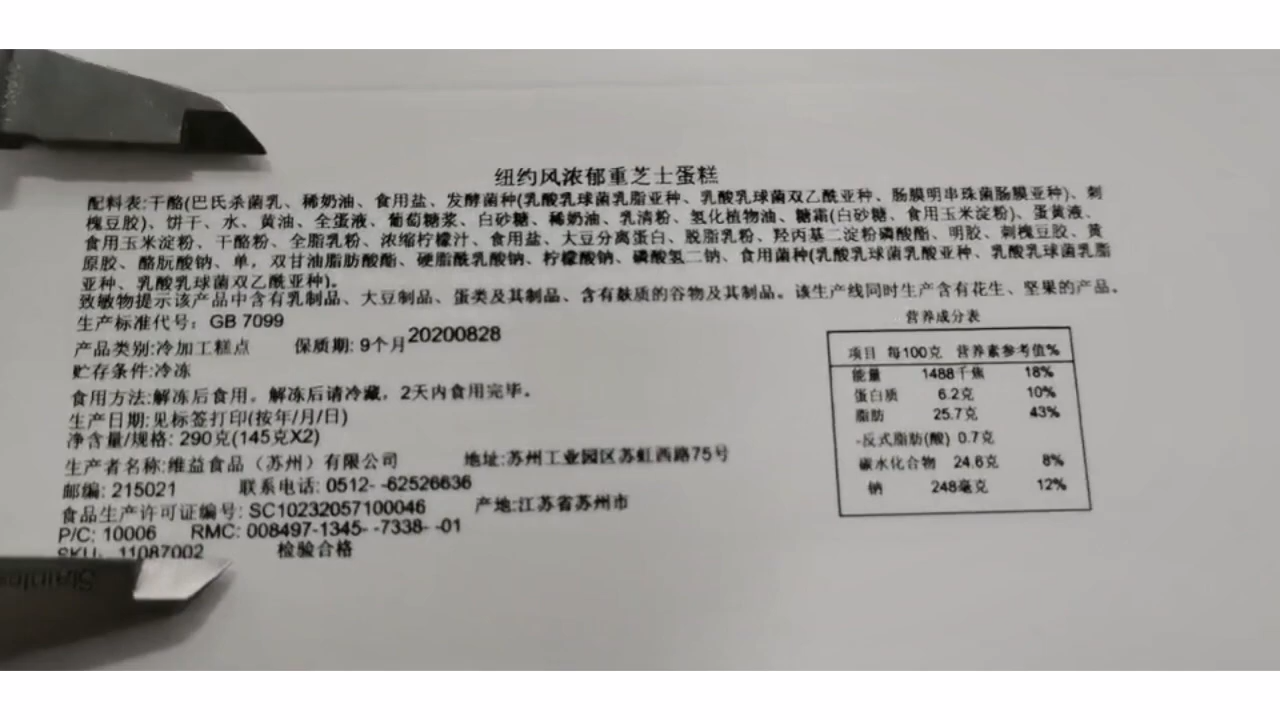 纽约风浓郁重芝士蛋糕
配料表:干酪(巴氏杀菌乳、稀奶油、食用盐、发酵菌种(乳酸乳球菌乳脂亚种、乳酸乳球菌双乙酰亚种、肠膜明串珠菌肠膜亚种)、刺
槐豆胶)、饼干、水、黄油、全蛋液、葡萄糖浆、白砂糖、稀奶油、乳清粉、氢化植物油、糖霜(白砂糖、食用玉米淀粉)、蛋黄液、
食用玉米淀粉、干酪粉、全脂乳粉、浓缩柠檬汁、食用盐、大豆分离蛋白、脱脂乳粉、羟丙基二淀粉磷酸酯、明胶、刺槐豆胶、黄
原胶、酪朊酸钠、单，双甘油脂肪酸酯、硬脂酰乳酸钠、柠檬酸钠、磷酸氢二钠、食用菌种(乳酸乳球菌乳酸亚种、乳酸乳球菌乳脂
亚种、乳酸乳球菌双乙酰亚种)。
致敏物提示该产品中含有乳制品、大豆制品、蛋类及其制品、含有麸质的谷物及其制品。该生产线同时生产含有花生、坚果的产品。
生产标准代号: GB 7099
产品类别:冷加工糕点 保质期: 9个月 20200828
贮存条件:冷冻
食用方法:解冻后食用。解冻后请冷藏，2天内食用完毕。
生产日期:见标签打印(按年/月/日)
净含量/规格: 290克(145克X2)
生产者名称:维益食品（苏州）有限公司 地址:苏州工业园区苏虹西路75号
邮编: 215021 联系电话: 0512- -62526636
食品生产许可证编号: SC10232057100046 产地:江苏省苏州市
P/C: 10006 RMC: 008497-1345- -7338- -01
SKU: 11087002 检验合格
营养成分表
项目 每100克 营养素参考值%
能量 1488千焦 18%
蛋白质 6.2克 10%
脂肪 25.7克 43%
-反式脂肪(酸) 0.7克
碳水化合物 24.6克 8%
钠 248毫克 12%